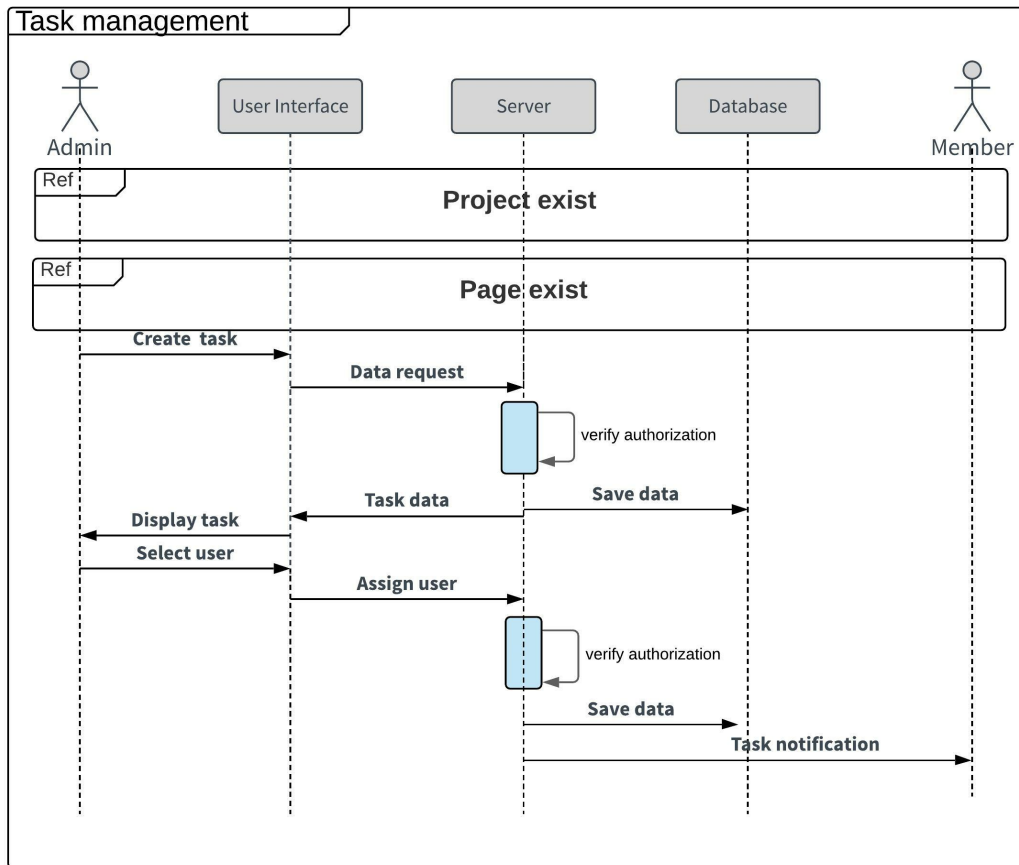 Task management
Admin
User Interface
Server
Database
Member
Ref
Project exist
Ref
Page exist
Create task
Data request
verify authorization
Task data
Save data
Display task
Select user
Assign user
verify authorization
Save data
Task notification